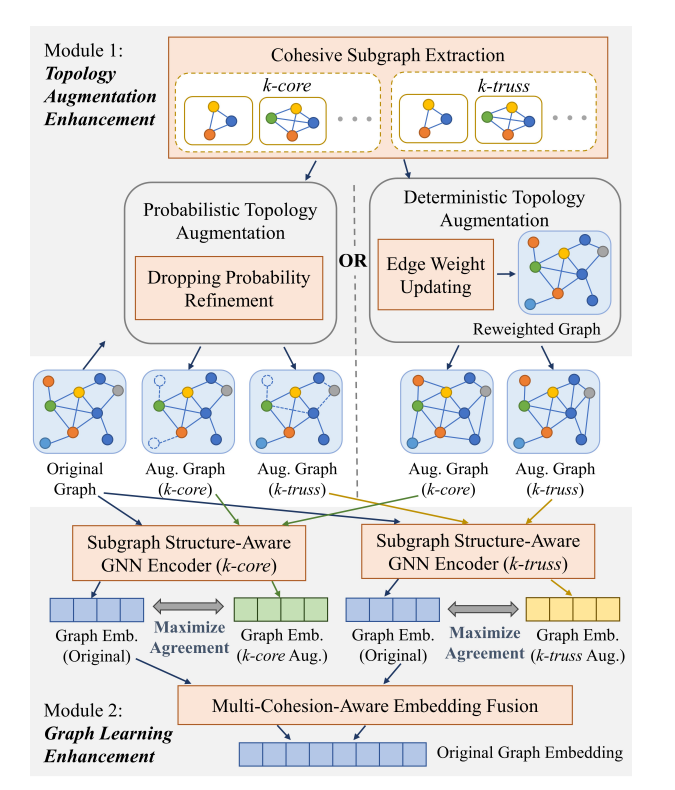 Module 1:
Topology
Augmentation
Enhancement
Cohesive Subgraph Extraction
k-core
k-truss
Probabilistic Topology
Augmentation
Dropping Probability
Refinement
OR
Deterministic Topology
Augmentation
Edge Weight
Updating
Reweighted Graph
Original
Graph
Aug. Graph
(k-core)
Aug. Graph
(k-truss)
Aug. Graph
(k-core)
Aug. Graph
(k-truss)
Subgraph Structure-Aware
GNN Encoder (k-core)
Subgraph Structure-Aware
GNN Encoder (k-truss)
Graph Emb.
(Original)
Maximize
Agreement
Graph Emb.
(k-core Aug.)
Graph Emb.
(Original)
Maximize
Agreement
Graph Emb.
(k-truss Aug.)
Module 2:
Graph Learning
Enhancement
Multi-Cohesion-Aware Embedding Fusion
Original Graph Embedding